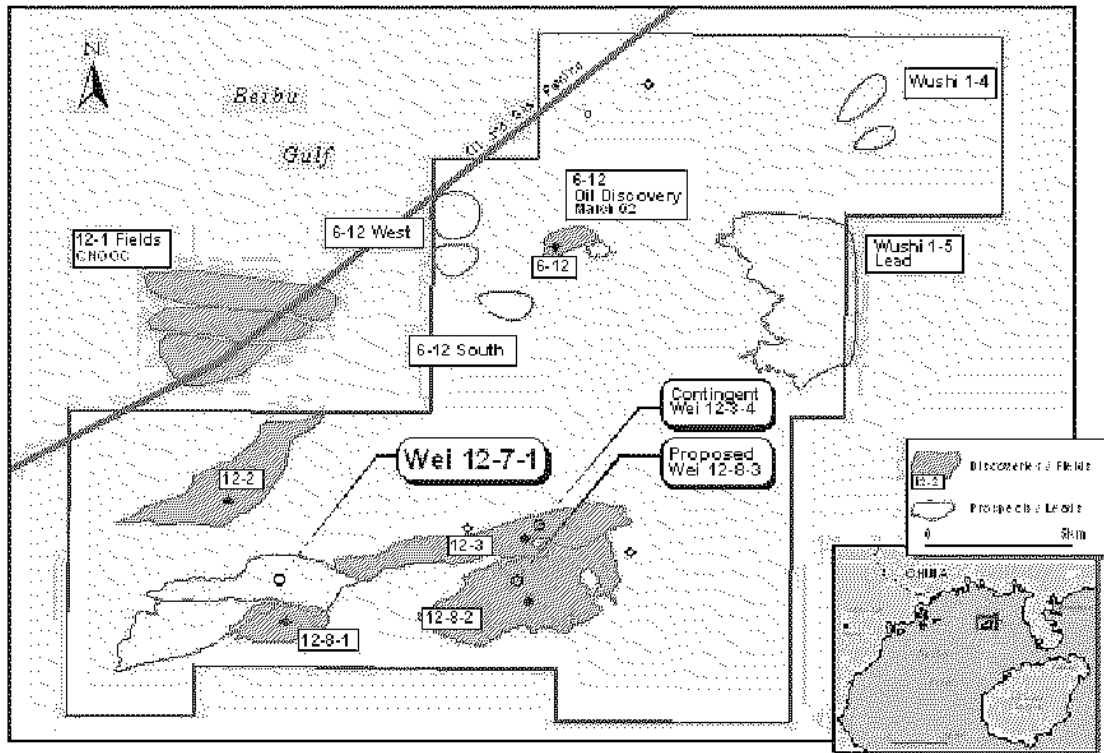 N
Beibu
Gulf
Wushi 1-4
6-12
Oil Discovery
March 02
6-12 West
12-1 Fields
CNOOC
6-12
Wushi 1-5
Lead
6-12 South
Contingent
Wei 12-3-4
Wei 12-7-1
Proposed
Wei 12-8-3
12-2
12-3
12-8-2
12-8-1
Discoveries / Fields
12-2
Prospects / Leads
0
5km
CHINA